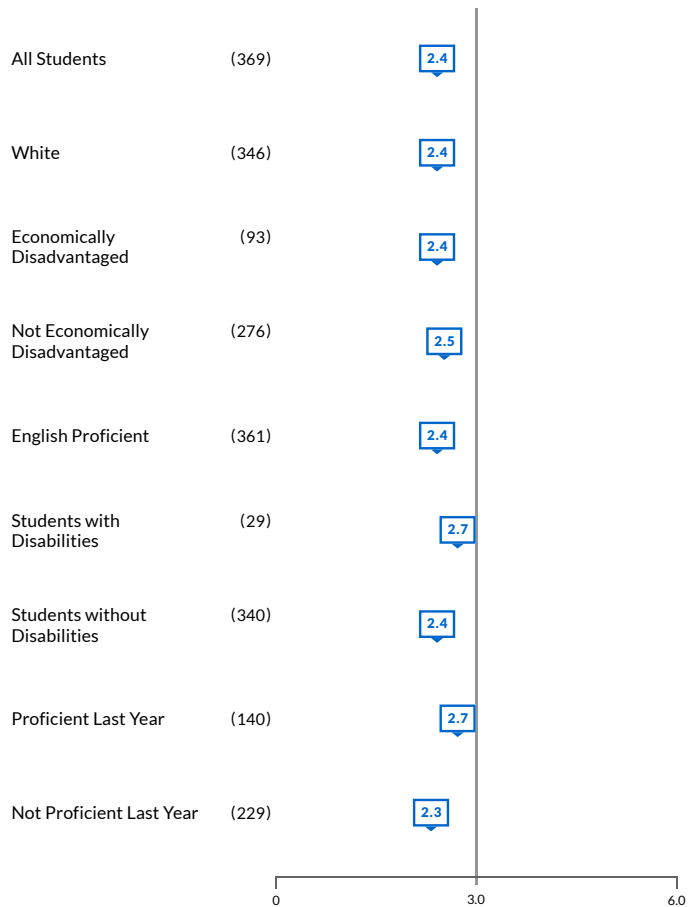 All Students (369) 2.4
White (346) 2.4
Economically (93)
Disadvantaged 2.4
Not Economically (276)
Disadvantaged 2.5
English Proficient (361) 2.4
Students with (29)
Disabilities 2.7
Students without (340)
Disabilities 2.4
Proficient Last Year (140) 2.7
Not Proficient Last Year (229) 2.3
0 3.0 6.0